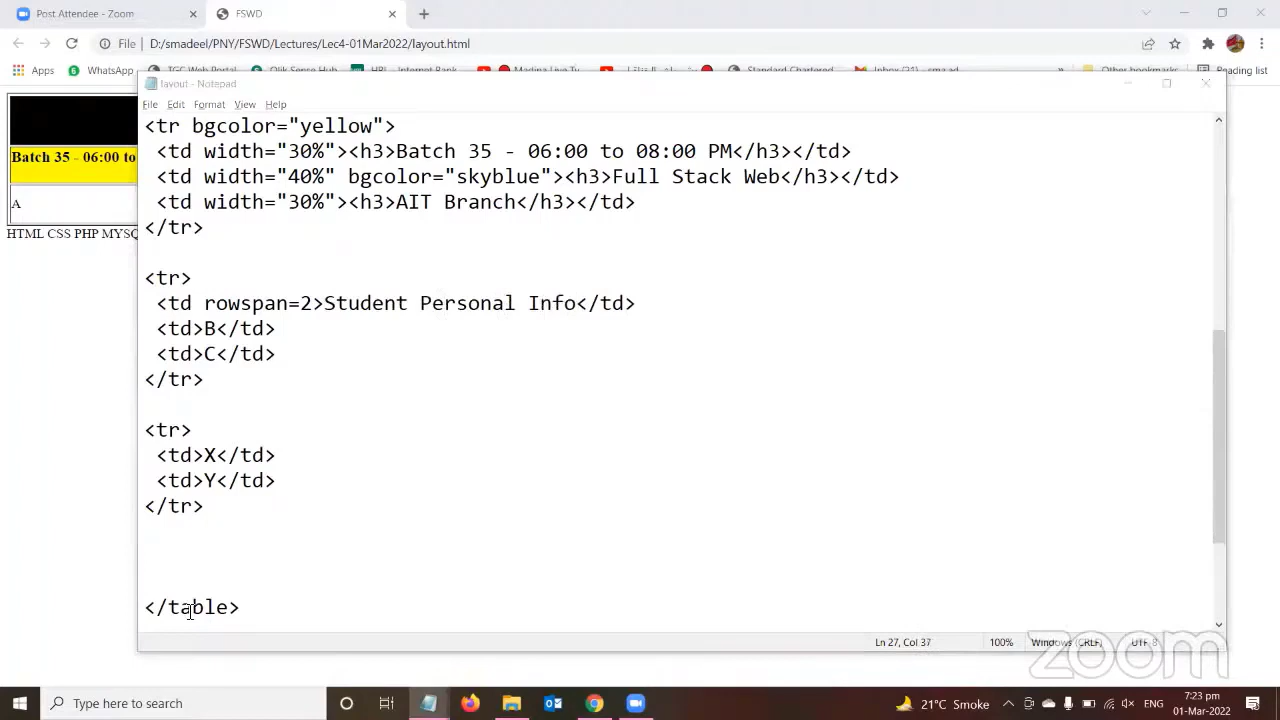 Post Attendee - Zoom
FSWD
File
D:/smadeel/PNY/FSWD/Lectures/Lec4-01Mar2022/layout.html
Apps
WhatsApp
Other bookmarks
Reading list
layout - Notepad
File Edit Format View Help
<tr bgcolor="yellow">
<td width="30%"><h3>Batch 35 - 06:00 to 08:00 PM</h3></td>
<td width="40%" bgcolor="skyblue"><h3>Full Stack Web</h3></td>
<td width="30%"><h3>AIT Branch</h3></td>
</tr>
<tr>
<td rowspan=2>Student Personal Info</td>
<td>B</td>
<td>C</td>
</tr>
<tr>
<td>X</td>
<td>Y</td>
</tr>
</table>
Batch 35 - 06:00 to
A
HTML CSS PHP MYSQ
Ln 27, Col 37
100%
Windows (CRLF)
UTF-8
zoom
Type here to search
21°C Smoke
ENG
7:23 pm
01-Mar-2022